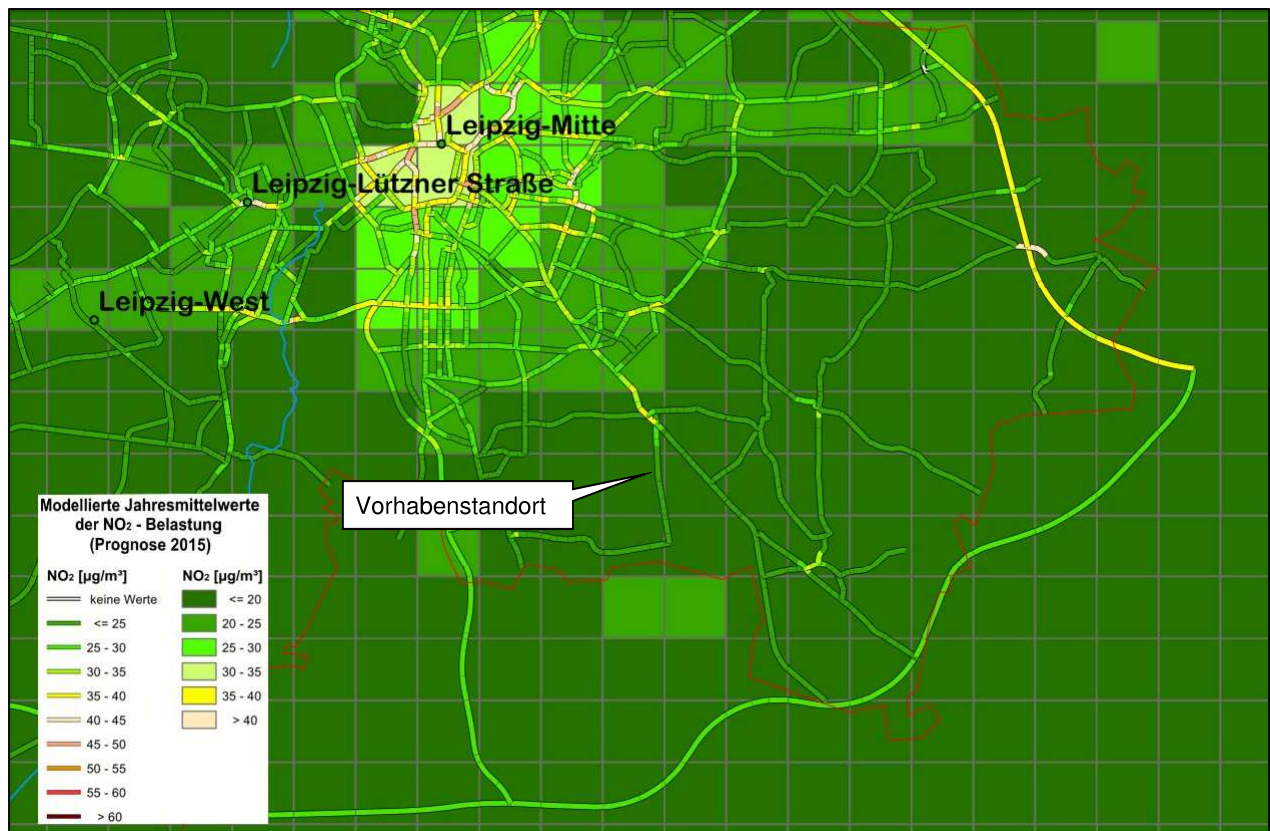 Leipzig-Mitte
Leipzig-Lützner Straße
Leipzig-West
Vorhabenstandort
Modellierte Jahresmittelwerte
der NO₂ - Belastung
(Prognose 2015)
NO₂ [µg/m³]
keine Werte
<= 25
25 - 30
30 - 35
35 - 40
40 - 45
45 - 50
50 - 55
55 - 60
> 60
NO₂ [µg/m³]
<= 20
20 - 25
25 - 30
30 - 35
35 - 40
> 40